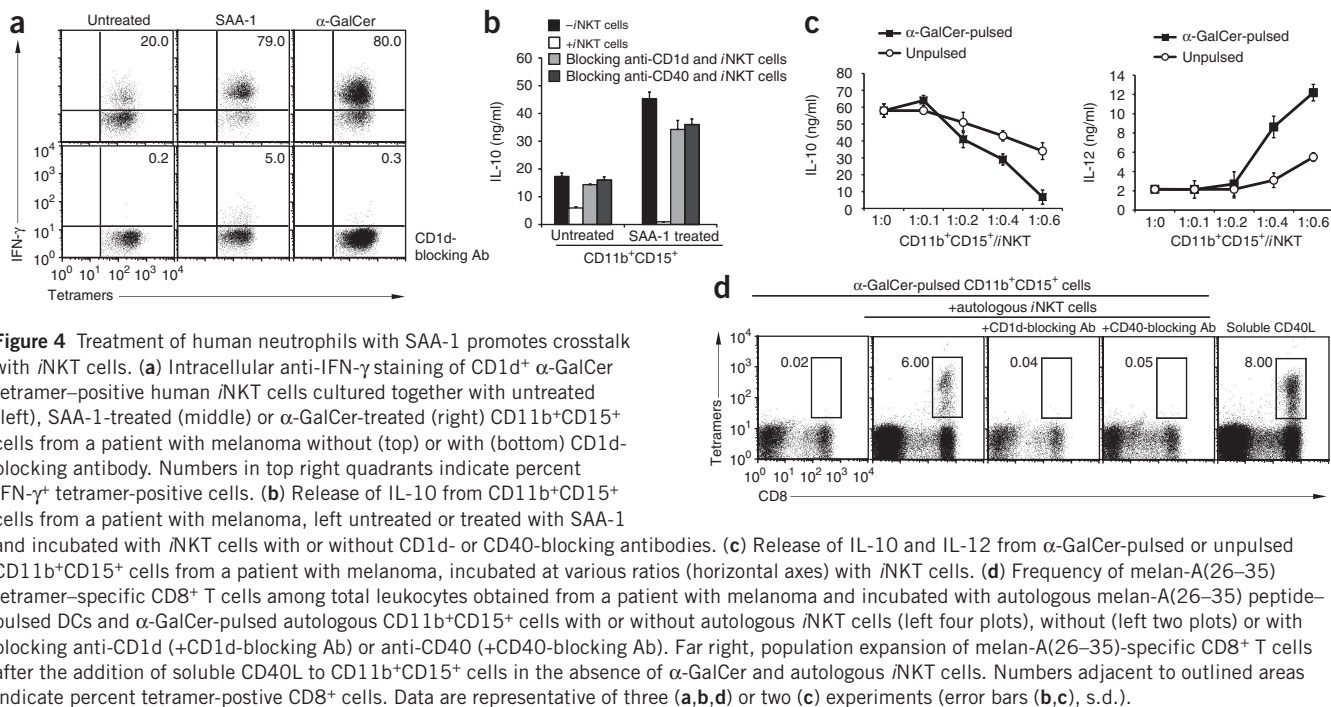 a
Untreated SAA-1 α-GalCer
20.0 79.0 80.0
10⁴
10³
10²
10¹
10⁰
0.2 5.0 0.3
IFN-γ
CD1d-
blocking Ab
10⁰ 10¹ 10² 10³ 10⁴
Tetramers
b
–iNKT cells
+iNKT cells
Blocking anti-CD1d and iNKT cells
Blocking anti-CD40 and iNKT cells
60
50
40
30
20
10
0
IL-10 (ng/ml)
Untreated SAA-1 treated
CD11b⁺CD15⁺
c
α-GalCer-pulsed
Unpulsed
80
70
60
50
40
30
20
10
0
IL-10 (ng/ml)
1:0 1:0.1 1:0.2 1:0.4 1:0.6
CD11b⁺CD15⁺/iNKT
α-GalCer-pulsed
Unpulsed
14
12
10
8
6
4
2
0
IL-12 (ng/ml)
1:0 1:0.1 1:0.2 1:0.4 1:0.6
CD11b⁺CD15⁺/iNKT
d
α-GalCer-pulsed CD11b⁺CD15⁺ cells
+autologous iNKT cells
+CD1d-blocking Ab +CD40-blocking Ab Soluble CD40L
10⁴
10³
10²
10¹
10⁰
0.02 6.00 0.04 0.05 8.00
Tetramers
10⁰ 10¹ 10² 10³ 10⁴
CD8
Figure 4 Treatment of human neutrophils with SAA-1 promotes crosstalk
with iNKT cells. (a) Intracellular anti-IFN-γ staining of CD1d⁺ α-GalCer
tetramer–positive human iNKT cells cultured together with untreated
(left), SAA-1-treated (middle) or α-GalCer-treated (right) CD11b⁺CD15⁺
cells from a patient with melanoma without (top) or with (bottom) CD1d-
blocking antibody. Numbers in top right quadrants indicate percent
IFN-γ⁺ tetramer-positive cells. (b) Release of IL-10 from CD11b⁺CD15⁺
cells from a patient with melanoma, left untreated or treated with SAA-1
and incubated with iNKT cells with or without CD1d- or CD40-blocking antibodies. (c) Release of IL-10 and IL-12 from α-GalCer-pulsed or unpulsed
CD11b⁺CD15⁺ cells from a patient with melanoma, incubated at various ratios (horizontal axes) with iNKT cells. (d) Frequency of melan-A(26–35)
tetramer–specific CD8⁺ T cells among total leukocytes obtained from a patient with melanoma and incubated with autologous melan-A(26–35) peptide–
pulsed DCs and α-GalCer-pulsed autologous CD11b⁺CD15⁺ cells with or without autologous iNKT cells (left four plots), without (left two plots) or with
blocking anti-CD1d (+CD1d-blocking Ab) or anti-CD40 (+CD40-blocking Ab). Far right, population expansion of melan-A(26–35)-specific CD8⁺ T cells
after the addition of soluble CD40L to CD11b⁺CD15⁺ cells in the absence of α-GalCer and autologous iNKT cells. Numbers adjacent to outlined areas
indicate percent tetramer-postive CD8⁺ cells. Data are representative of three (a,b,d) or two (c) experiments (error bars (b,c), s.d.).